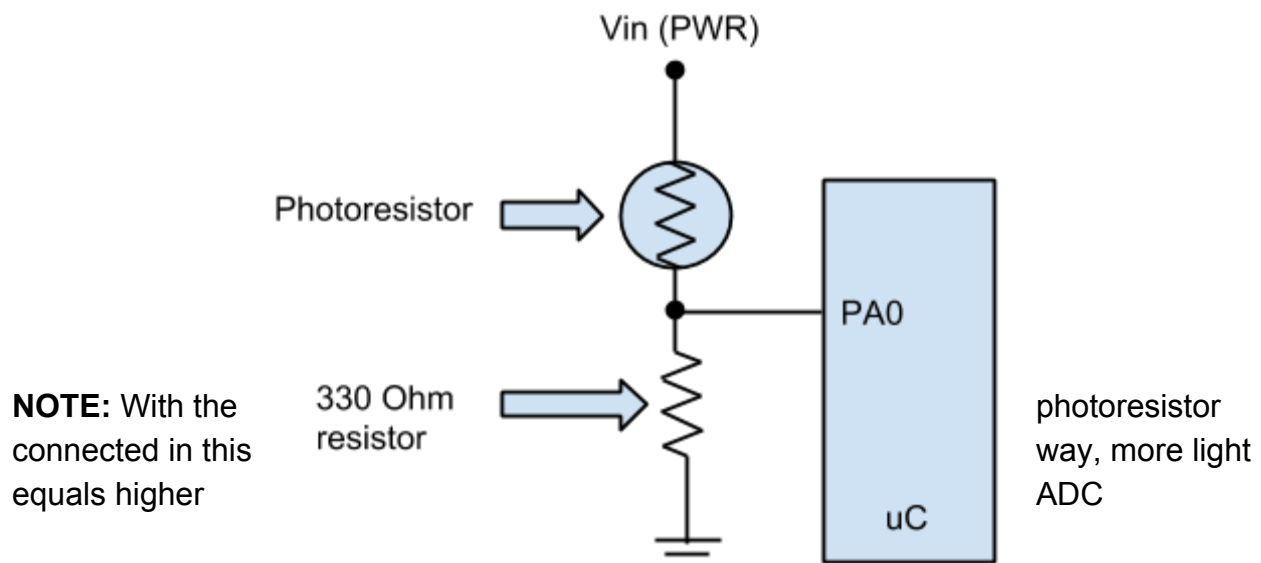 Vin (PWR)
Photoresistor
PA0
330 Ohm
resistor
NOTE: With the photoresistor
connected in this way, more light
equals higher ADC
uC